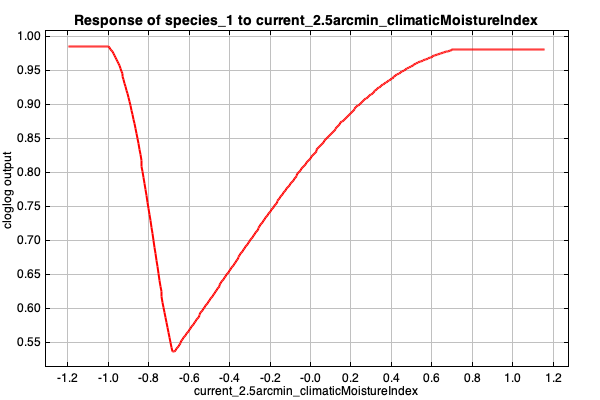 Response of species_1 to current_2.5arcmin_climaticMoistureIndex
1.00
0.95
0.90
0.85
0.80
0.75
0.70
0.65
0.60
0.55
cloglog output
-1.2 -1.0 -0.8 -0.6 -0.4 -0.2 -0.0 0.2 0.4 0.6 0.8 1.0 1.2
current_2.5arcmin_climaticMoistureIndex